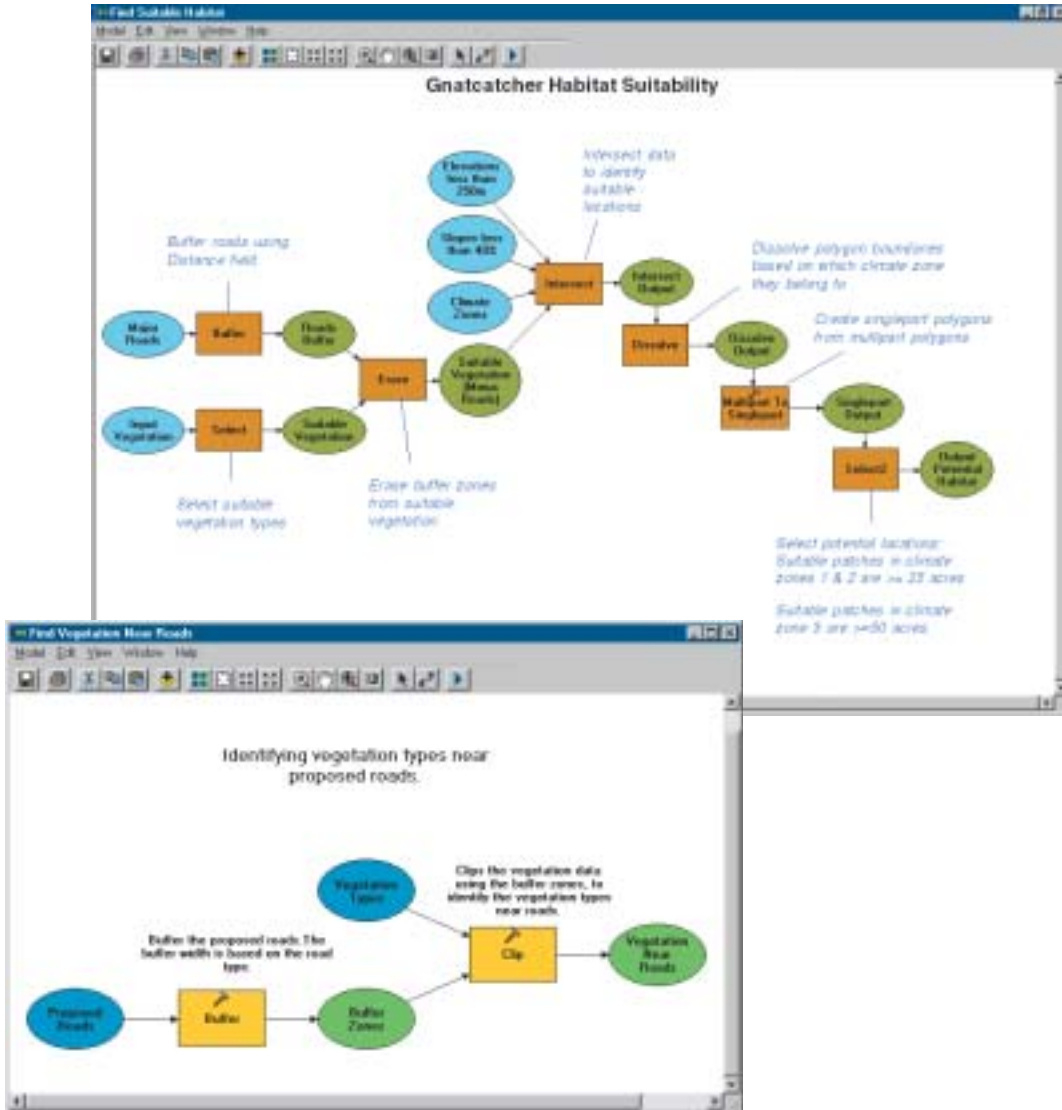 Find Suitable Habitat
Model Edit View Window Help
Gnatcatcher Habitat Suitability
Elevations
less than
250m
Intersect data
to identify
suitable
locations
Slopes less
than 40%
Buffer roads using
Distance field
Climate
Zones
Intersect
Intersect
Output
Dissolve polygon boundaries
based on which climate zone
they belong to
Major
Roads
Buffer
Roads
Buffer
Dissolve
Dissolve
Output
Create singlepart polygons
from multipart polygons
Erase
Suitable
Vegetation
(Minus
Roads)
Multipart To
Singlepart
Singlepart
Output
Input
Vegetation
Select
Suitable
Vegetation
Select2
Output
Potential
Habitat
Select suitable
vegetation types
Erase buffer zones
from suitable
vegetation
Select potential locations:
Suitable patches in climate
zones 1 & 2 are >= 25 acres
Suitable patches in climate
zone 3 are >=50 acres
Find Vegetation Near Roads
Model Edit View Window Help
Identifying vegetation types near
proposed roads.
Vegetation
Types
Clips the vegetation data
using the buffer zones, to
identify the vegetation types
near roads.
Buffer the proposed roads. The
buffer width is based on the road
type.
Clip
Vegetation
Near
Roads
Proposed
Roads
Buffer
Buffer
Zones